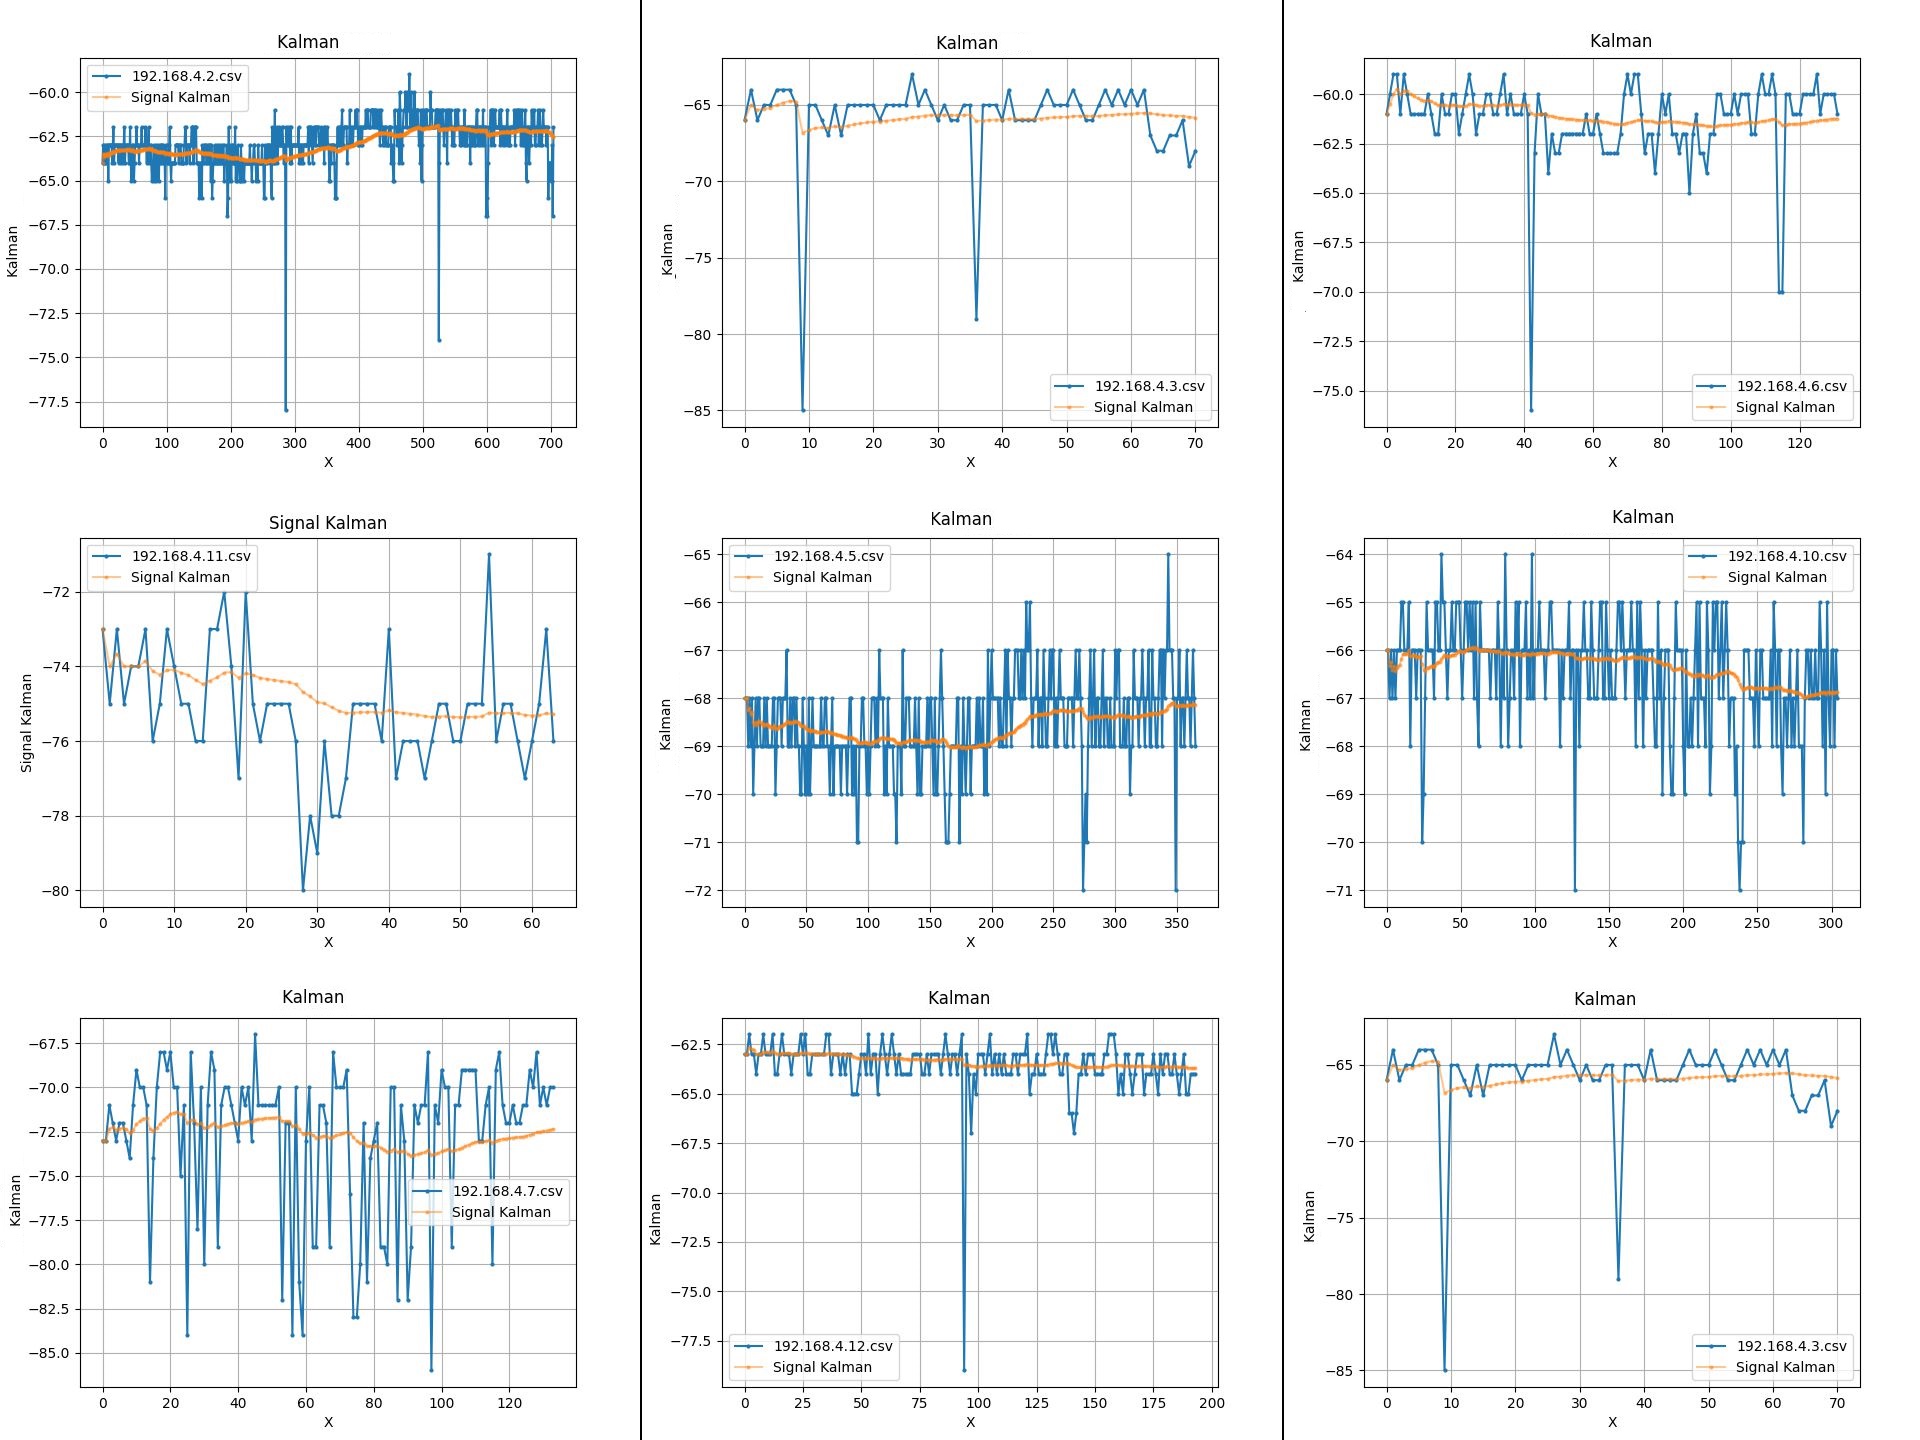 Kalman
192.168.4.2.csv
Signal Kalman
−60.0
−62.5
−65.0
−67.5
−70.0
−72.5
−75.0
−77.5
Kalman
0 100 200 300 400 500 600 700
X
Kalman
−65
−70
−75
−80
−85
Kalman
192.168.4.3.csv
Signal Kalman
0 10 20 30 40 50 60 70
X
Kalman
−60.0
−62.5
−65.0
−67.5
−70.0
−72.5
−75.0
Kalman
192.168.4.6.csv
Signal Kalman
0 20 40 60 80 100 120
X
Signal Kalman
192.168.4.11.csv
Signal Kalman
−72
−74
−76
−78
−80
Signal Kalman
0 10 20 30 40 50 60
X
Kalman
192.168.4.5.csv
Signal Kalman
−65
−66
−67
−68
−69
−70
−71
−72
Kalman
0 50 100 150 200 250 300 350
X
Kalman
192.168.4.10.csv
Signal Kalman
−64
−65
−66
−67
−68
−69
−70
−71
Kalman
0 50 100 150 200 250 300
X
Kalman
−67.5
−70.0
−72.5
−75.0
−77.5
−80.0
−82.5
−85.0
Kalman
192.168.4.7.csv
Signal Kalman
0 20 40 60 80 100 120
X
Kalman
−62.5
−65.0
−67.5
−70.0
−72.5
−75.0
−77.5
Kalman
192.168.4.12.csv
Signal Kalman
0 25 50 75 100 125 150 175 200
X
Kalman
−65
−70
−75
−80
−85
Kalman
192.168.4.3.csv
Signal Kalman
0 10 20 30 40 50 60 70
X